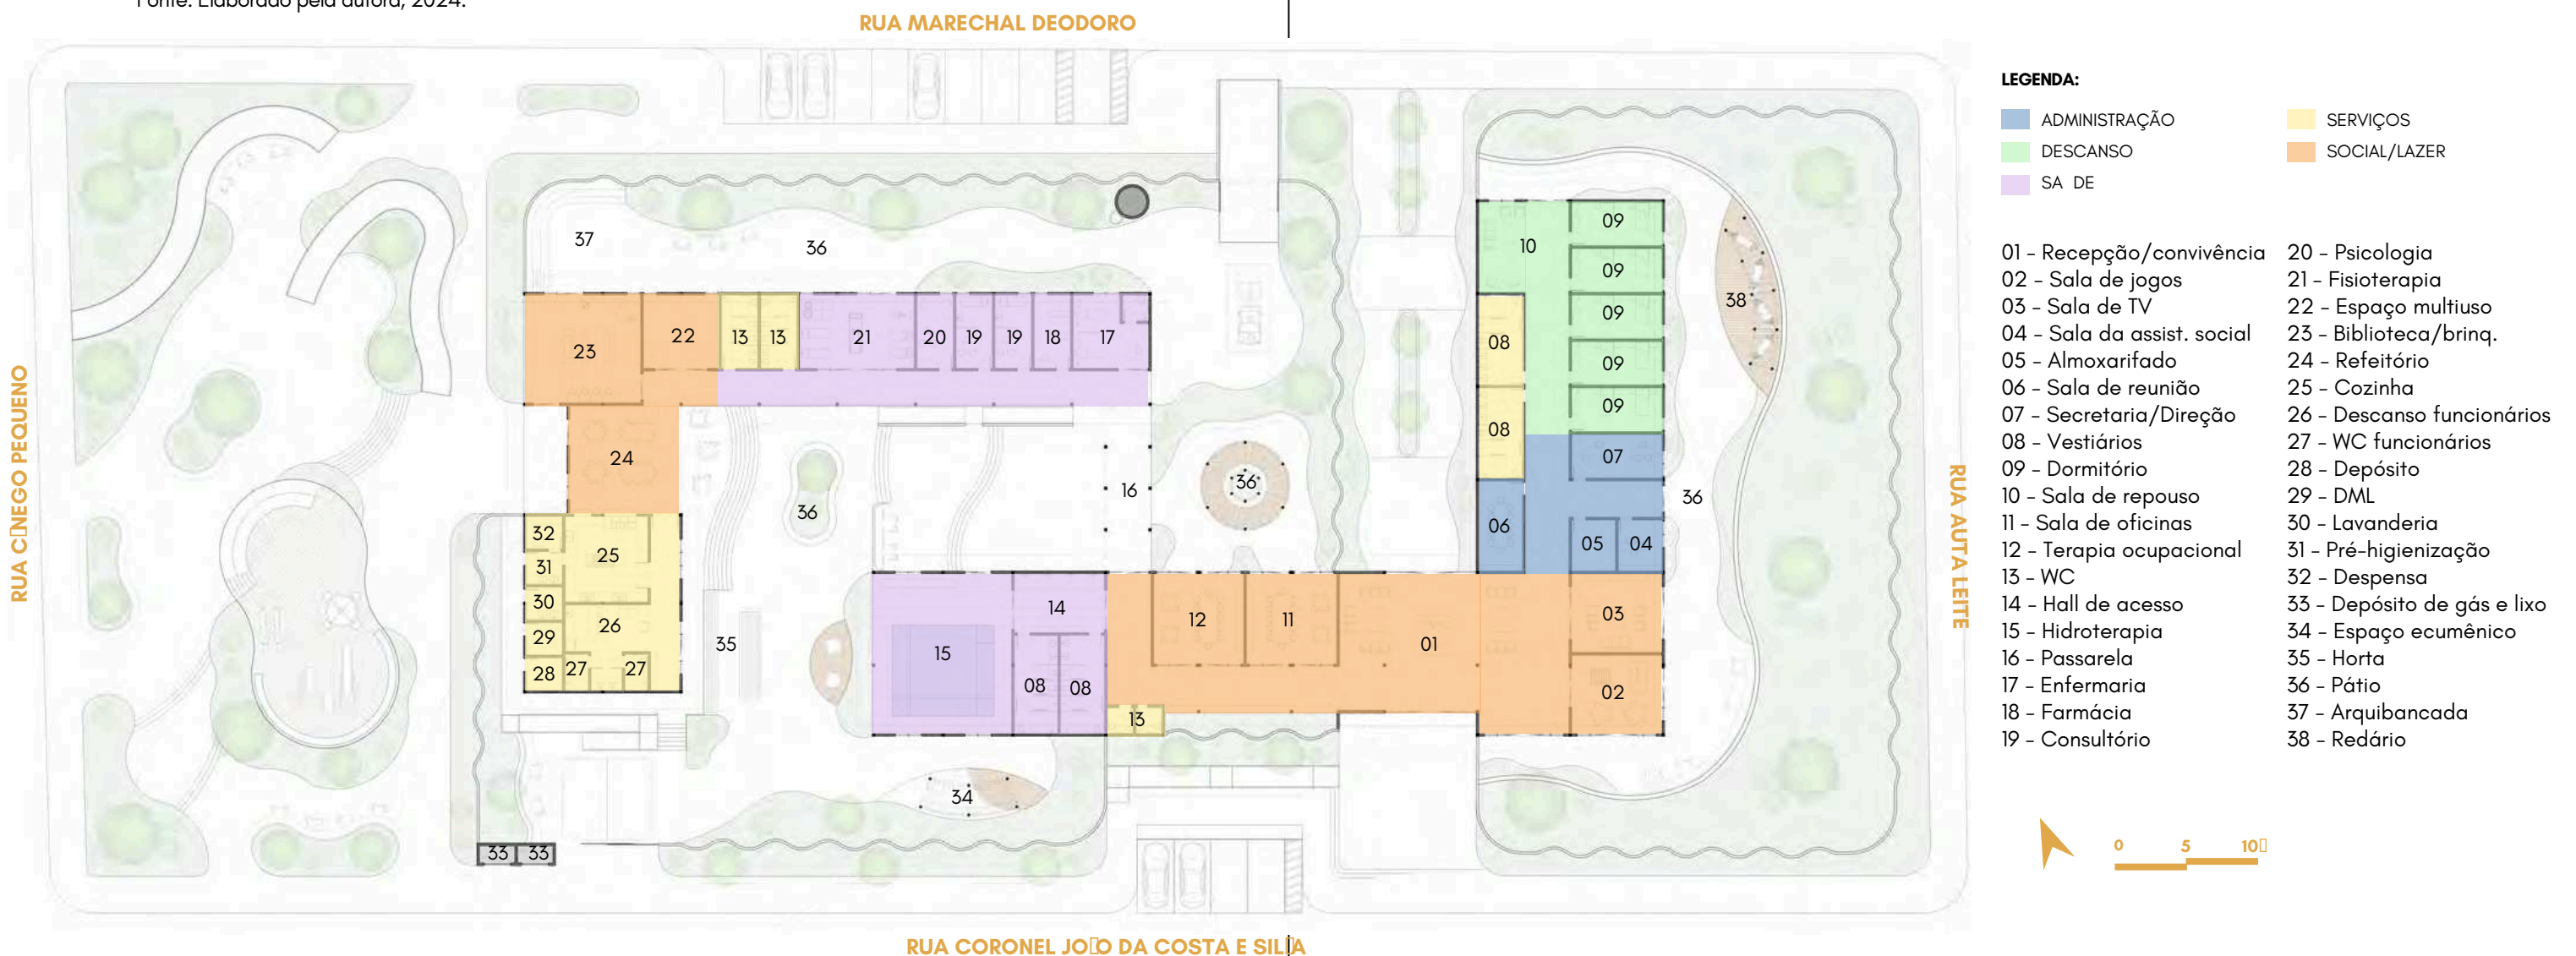 Fonte: Elaborado pela autora, 2024.
RUA MARECHAL DEODORO
RUA C▯NEGO PEQUENO
37
36
10
09
09
09
09
09
38
23
22
13
13
21
20
19
19
18
17
08
08
24
36
16
36
07
36
06
05
04
32
25
31
30
26
29
28
27
27
35
15
14
08
08
13
12
11
01
03
02
34
33
33
RUA AUTA LEITE
RUA CORONEL JO▯O DA COSTA E SIL▯A
LEGENDA:
ADMINISTRAÇÃO
DESCANSO
SA DE
SERVIÇOS
SOCIAL/LAZER
01 - Recepção/convivência
02 - Sala de jogos
03 - Sala de TV
04 - Sala da assist. social
05 - Almoxarifado
06 - Sala de reunião
07 - Secretaria/Direção
08 - Vestiários
09 - Dormitório
10 - Sala de repouso
11 - Sala de oficinas
12 - Terapia ocupacional
13 - WC
14 - Hall de acesso
15 - Hidroterapia
16 - Passarela
17 - Enfermaria
18 - Farmácia
19 - Consultório
20 - Psicologia
21 - Fisioterapia
22 - Espaço multiuso
23 - Biblioteca/brinq.
24 - Refeitório
25 - Cozinha
26 - Descanso funcionários
27 - WC funcionários
28 - Depósito
29 - DML
30 - Lavanderia
31 - Pré-higienização
32 - Despensa
33 - Depósito de gás e lixo
34 - Espaço ecumênico
35 - Horta
36 - Pátio
37 - Arquibancada
38 - Redário
0 5 10▯